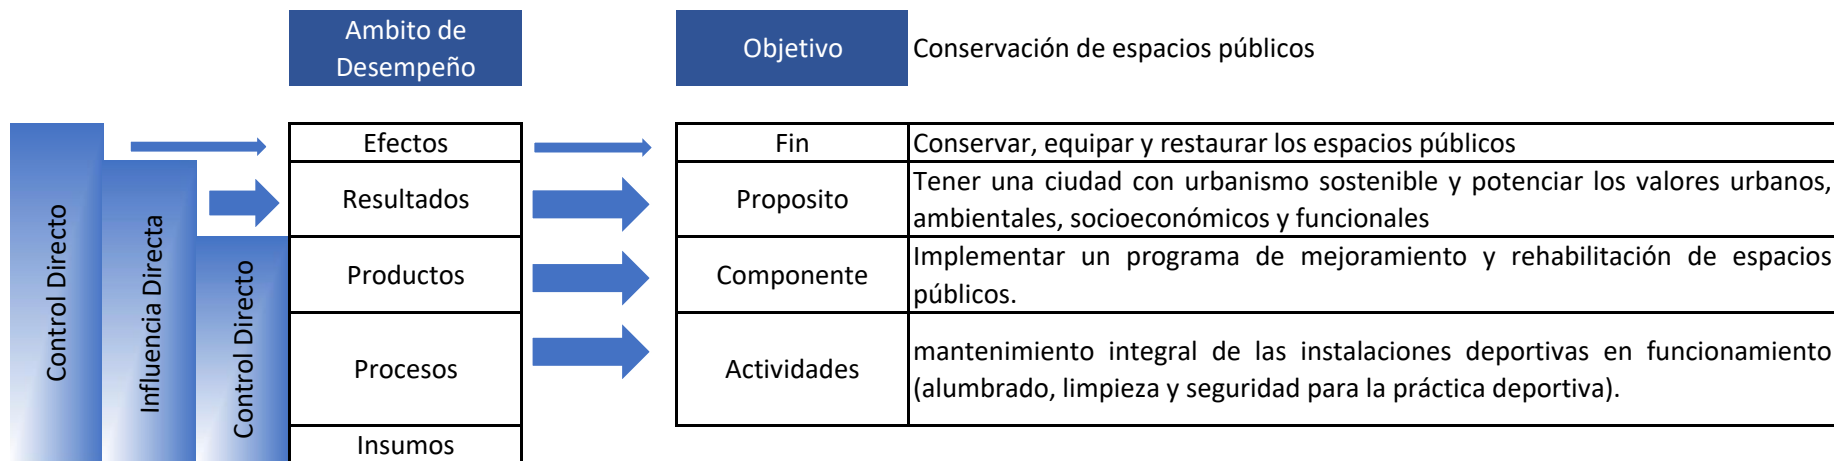 Ambito de
Desempeño
Objetivo
Conservación de espacios públicos
Control Directo
Influencia Directa
Control Directo
Efectos
Fin
Conservar, equipar y restaurar los espacios públicos
Resultados
Proposito
Tener una ciudad con urbanismo sostenible y potenciar los valores urbanos,
ambientales, socioeconómicos y funcionales
Productos
Componente
Implementar un programa de mejoramiento y rehabilitación de espacios
públicos.
Procesos
Actividades
mantenimiento integral de las instalaciones deportivas en funcionamiento
(alumbrado, limpieza y seguridad para la práctica deportiva).
Insumos